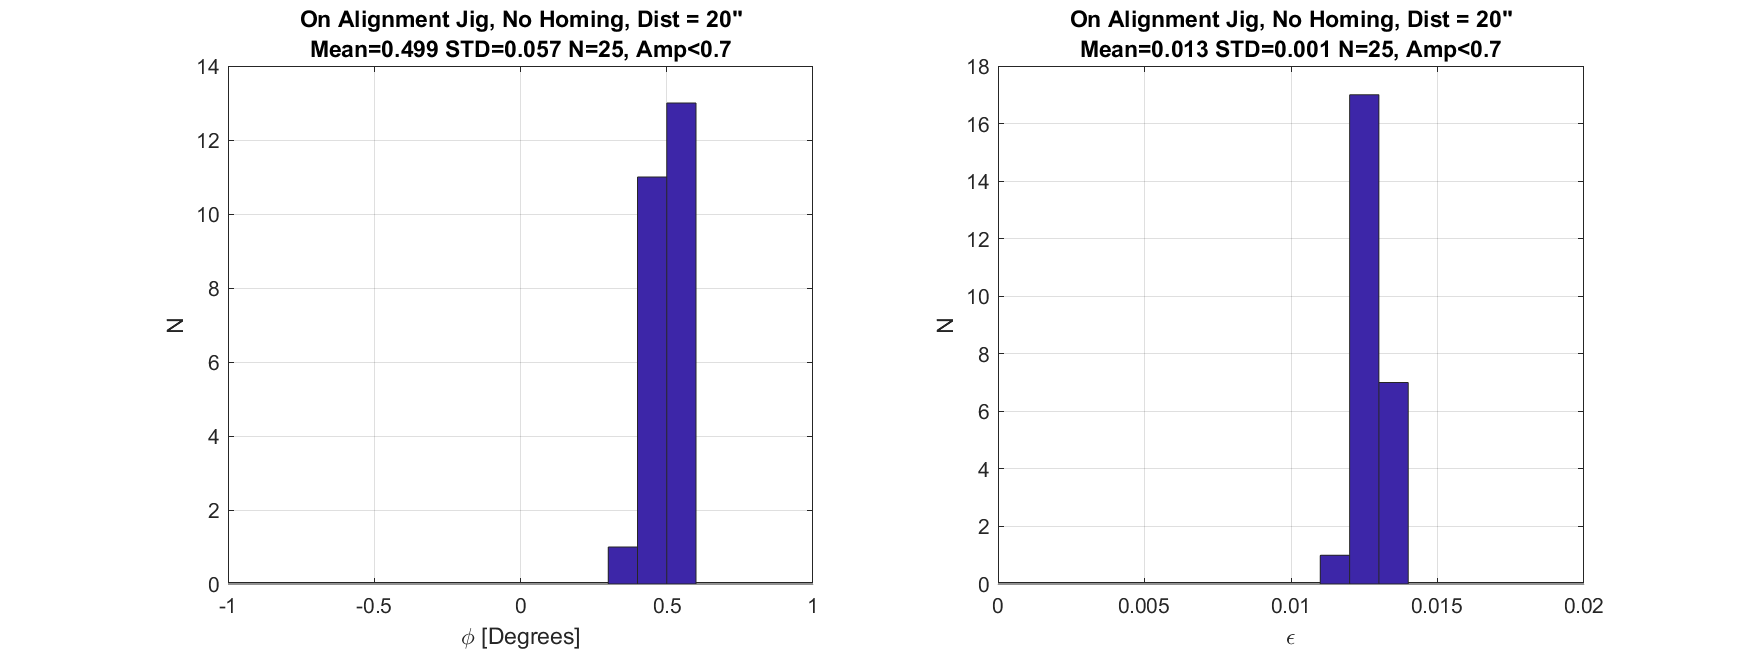 On Alignment Jig, No Homing, Dist = 20"
Mean=0.499 STD=0.057 N=25, Amp<0.7
14
12
10
8
6
4
2
0
N
-1 -0.5 0 0.5 1
ϕ [Degrees]
On Alignment Jig, No Homing, Dist = 20"
Mean=0.013 STD=0.001 N=25, Amp<0.7
18
16
14
12
10
8
6
4
2
0
N
0 0.005 0.01 0.015 0.02
ϵ